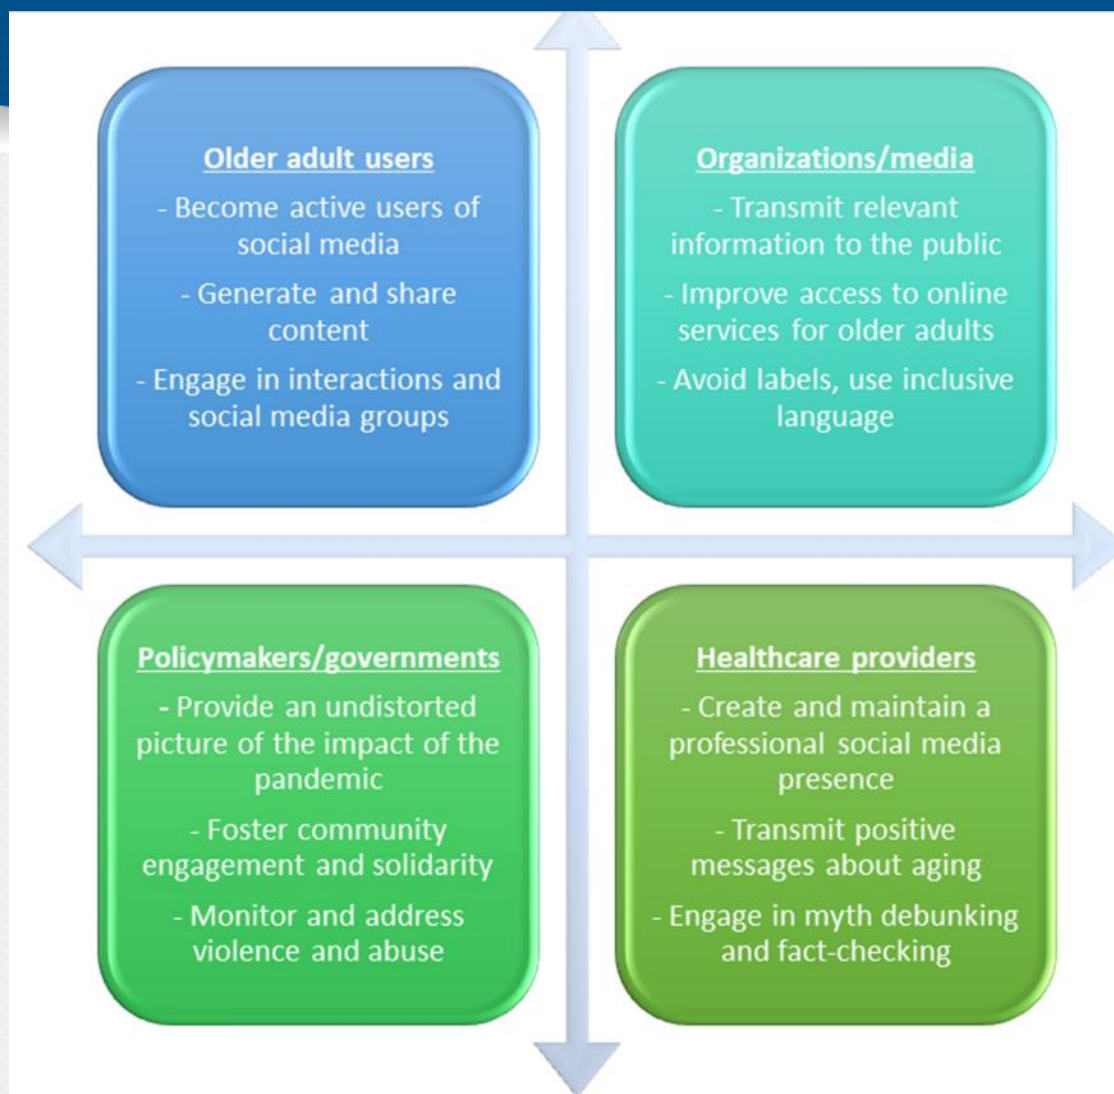 Older adult users
- Become active users of
social media
- Generate and share
content
- Engage in interactions and
social media groups
Organizations/media
- Transmit relevant
information to the public
- Improve access to online
services for older adults
- Avoid labels, use inclusive
language
Policymakers/governments
- Provide an undistorted
picture of the impact of the
pandemic
- Foster community
engagement and solidarity
- Monitor and address
violence and abuse
Healthcare providers
- Create and maintain a
professional social media
presence
- Transmit positive
messages about aging
- Engage in myth debunking
and fact-checking